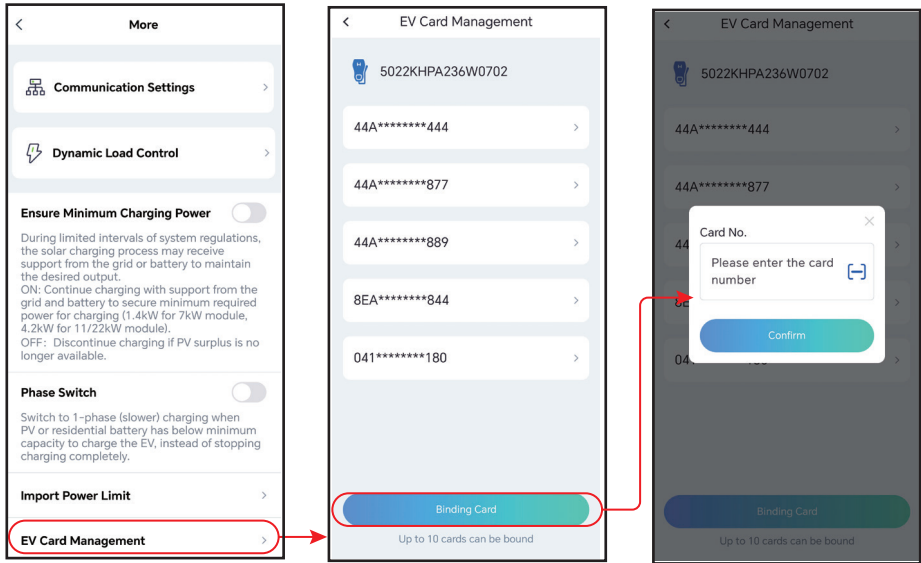 More
Communication Settings
Dynamic Load Control
Ensure Minimum Charging Power
During limited intervals of system regulations,
the solar charging process may receive
support from the grid or battery to maintain
the desired output.
ON: Continue charging with support from the
grid and battery to secure minimum required
power for charging (1.4kW for 7kW module,
4.2kW for 11/22kW module).
OFF: Discontinue charging if PV surplus is no
longer available.
Phase Switch
Switch to 1-phase (slower) charging when
PV or residential battery has below minimum
capacity to charge the EV, instead of stopping
charging completely.
Import Power Limit
EV Card Management
EV Card Management
5022KHPA236W0702
44A********444
44A********877
44A********889
8EA********844
041********180
Binding Card
Up to 10 cards can be bound
EV Card Management
5022KHPA236W0702
44A********444
44A********877
Card No.
Please enter the card
number
Confirm
Binding Card
Up to 10 cards can be bound